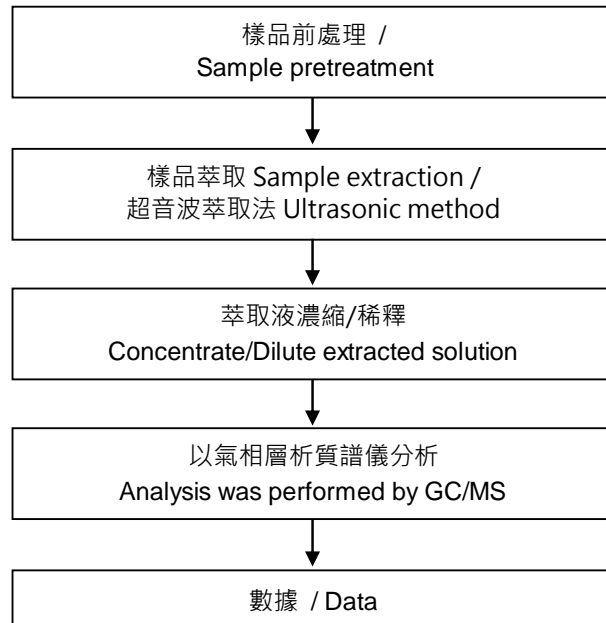 樣品前處理 /
Sample pretreatment
樣品萃取 Sample extraction /
超音波萃取法 Ultrasonic method
萃取液濃縮/稀釋
Concentrate/Dilute extracted solution
以氣相層析質譜儀分析
Analysis was performed by GC/MS
數據 / Data